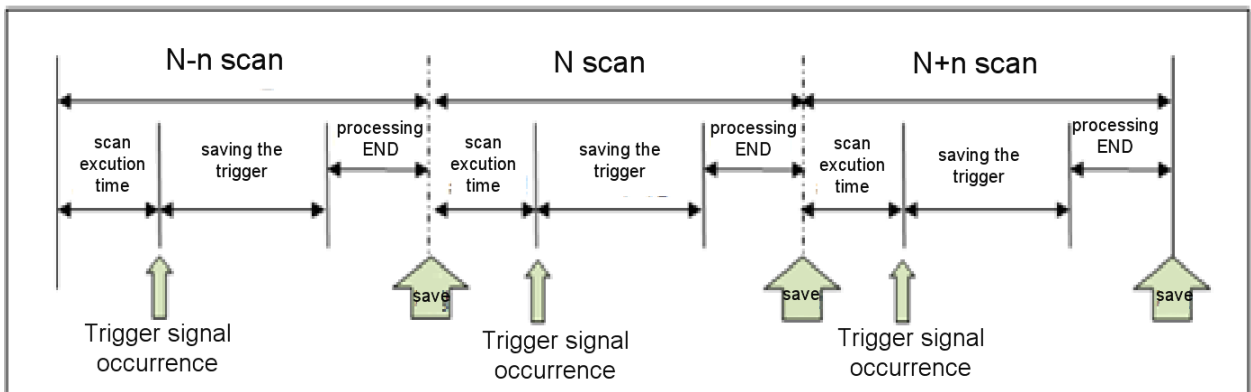 N-n scan
N scan
N+n scan
scan
excution
time
saving the
trigger
processing
END
scan
excution
time
saving the
trigger
processing
END
scan
excution
time
saving the
trigger
processing
END
save
save
save
Trigger signal
occurrence
Trigger signal
occurrence
Trigger signal
occurrence